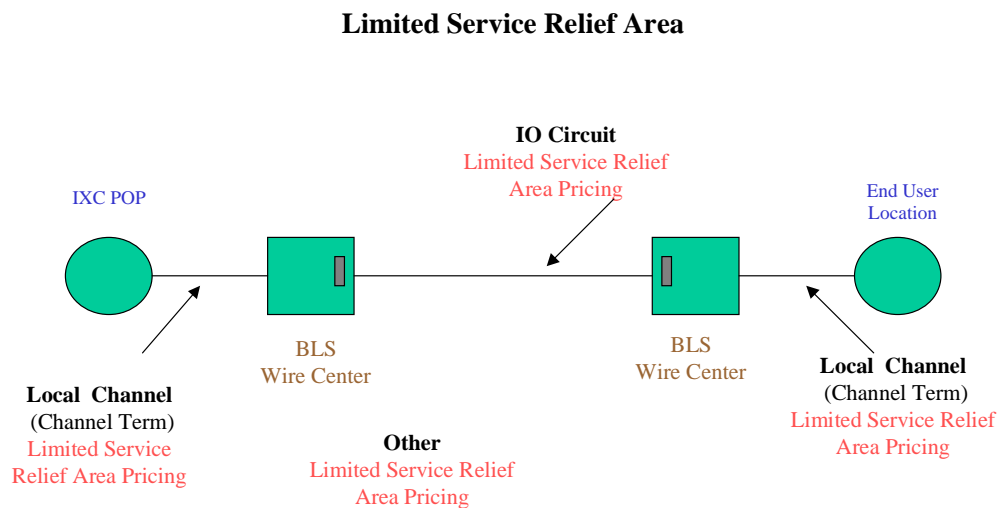 Limited Service Relief Area
IO Circuit
Limited Service Relief
Area Pricing
IXC POP
End User
Location
BLS
Wire Center
BLS
Wire Center
Local Channel
(Channel Term)
Limited Service
Relief Area Pricing
Other
Limited Service Relief
Area Pricing
Local Channel
(Channel Term)
Limited Service Relief
Area Pricing